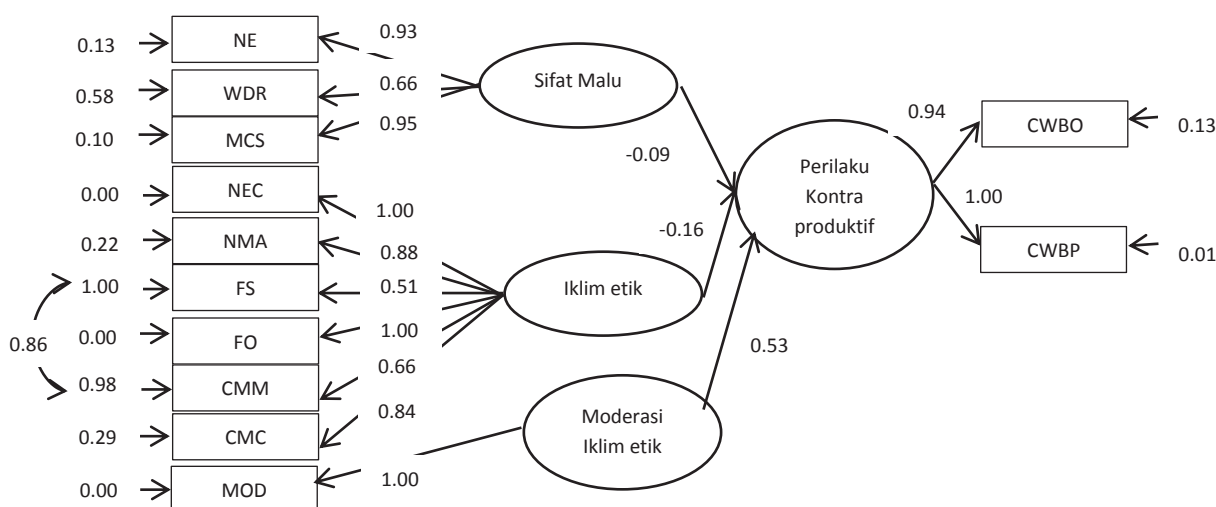 0.13 NE 0.93
0.58 WDR 0.66
0.10 MCS 0.95
0.00 NEC 1.00
0.22 NMA 0.88
1.00 FS 0.51
0.00 FO 1.00
0.86
0.98 CMM 0.66
0.29 CMC 0.84
0.00 MOD 1.00
Sifat Malu
-0.09
Iklim etik
-0.16
Moderasi
Iklim etik
0.53
Perilaku
Kontra
produktif
0.94 CWBO 0.13
1.00 CWBP 0.01